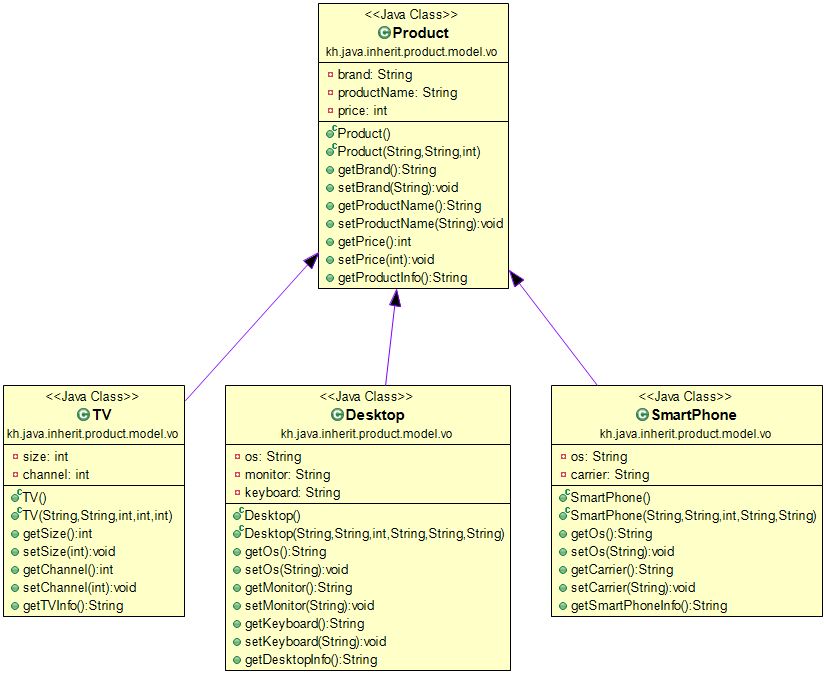 <<Java Class>>
Product
kh.java.inherit.product.model.vo
brand: String
productName: String
price: int
Product()
Product(String,String,int)
getBrand():String
setBrand(String):void
getProductName():String
setProductName(String):void
getPrice():int
setPrice(int):void
getProductInfo():String
<<Java Class>>
TV
kh.java.inherit.product.model.vo
size: int
channel: int
TV()
TV(String,String,int,int,int)
getSize():int
setSize(int):void
getChannel():int
setChannel(int):void
getTVInfo():String
<<Java Class>>
Desktop
kh.java.inherit.product.model.vo
os: String
monitor: String
keyboard: String
Desktop()
Desktop(String,String,int,String,String,String)
getOs():String
setOs(String):void
getMonitor():String
setMonitor(String):void
getKeyboard():String
setKeyboard(String):void
getDesktopInfo():String
<<Java Class>>
SmartPhone
kh.java.inherit.product.model.vo
os: String
carrier: String
SmartPhone()
SmartPhone(String,String,int,String,String)
getOs():String
setOs(String):void
getCarrier():String
setCarrier(String):void
getSmartPhoneInfo():String